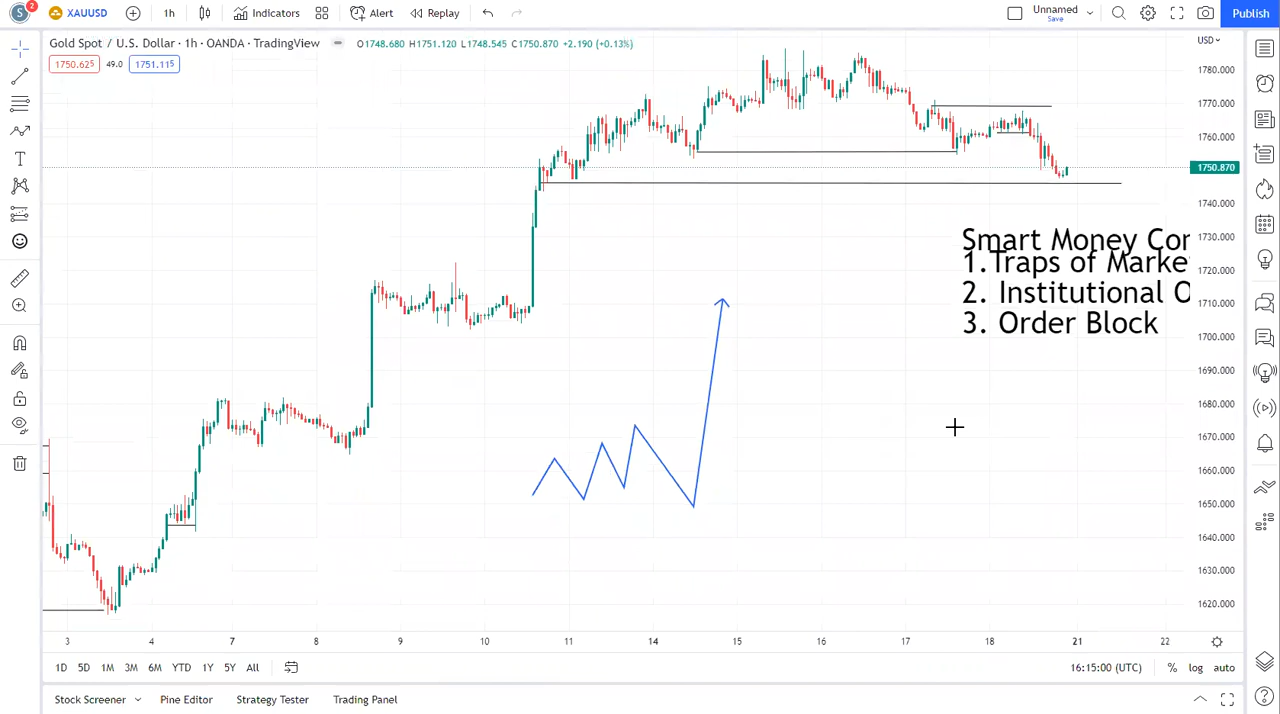 S 2 XAUUSD 1h Indicators Alert Replay Unnamed Save Publish
Gold Spot / U.S. Dollar · 1h · OANDA · TradingView O1748.680 H1751.120 L1748.545 C1750.870 +2.190 (+0.13%) USD
1750.625 49.0 1751.115
1780.000
1770.000
1760.000
1750.870
1740.000
1730.000
1720.000
1710.000
1700.000
1690.000
1680.000
1670.000
1660.000
1650.000
1640.000
1630.000
1620.000
Smart Money Con
1.Traps of Marke
2. Institutional O
3. Order Block
3 4 7 8 9 10 11 14 15 16 17 18 21 22
1D 5D 1M 3M 6M YTD 1Y 5Y All 16:15:00 (UTC) % log auto
Stock Screener Pine Editor Strategy Tester Trading Panel